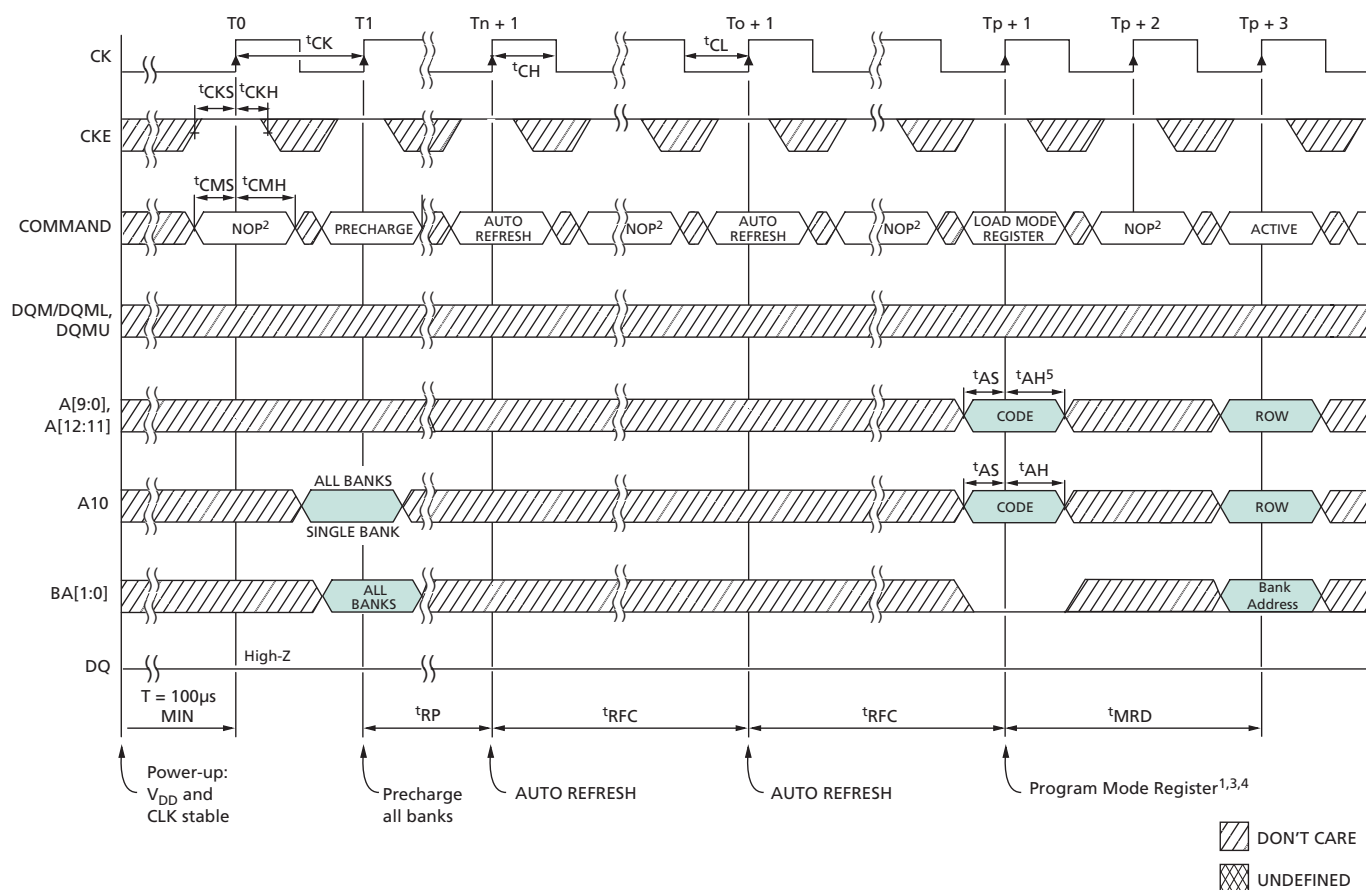 T0 T1 Tn + 1 To + 1 Tp + 1 Tp + 2 Tp + 3
CK
tCK
tCH
tCL
tCKS tCKH
CKE
tCMS tCMH
COMMAND
NOP2 PRECHARGE AUTO REFRESH NOP2 AUTO REFRESH NOP2 LOAD MODE REGISTER NOP2 ACTIVE
DQM/DQML,
DQMU
tAS tAH5
A[9:0],
A[12:11]
CODE ROW
ALL BANKS
tAS tAH
A10
CODE ROW
SINGLE BANK
BA[1:0]
ALL BANKS
Bank Address
DQ
High-Z
T = 100µs
MIN
tRP tRFC tRFC tMRD
Power-up:
VDD and
CLK stable
Precharge
all banks
AUTO REFRESH
AUTO REFRESH
Program Mode Register1,3,4
DON'T CARE
UNDEFINED